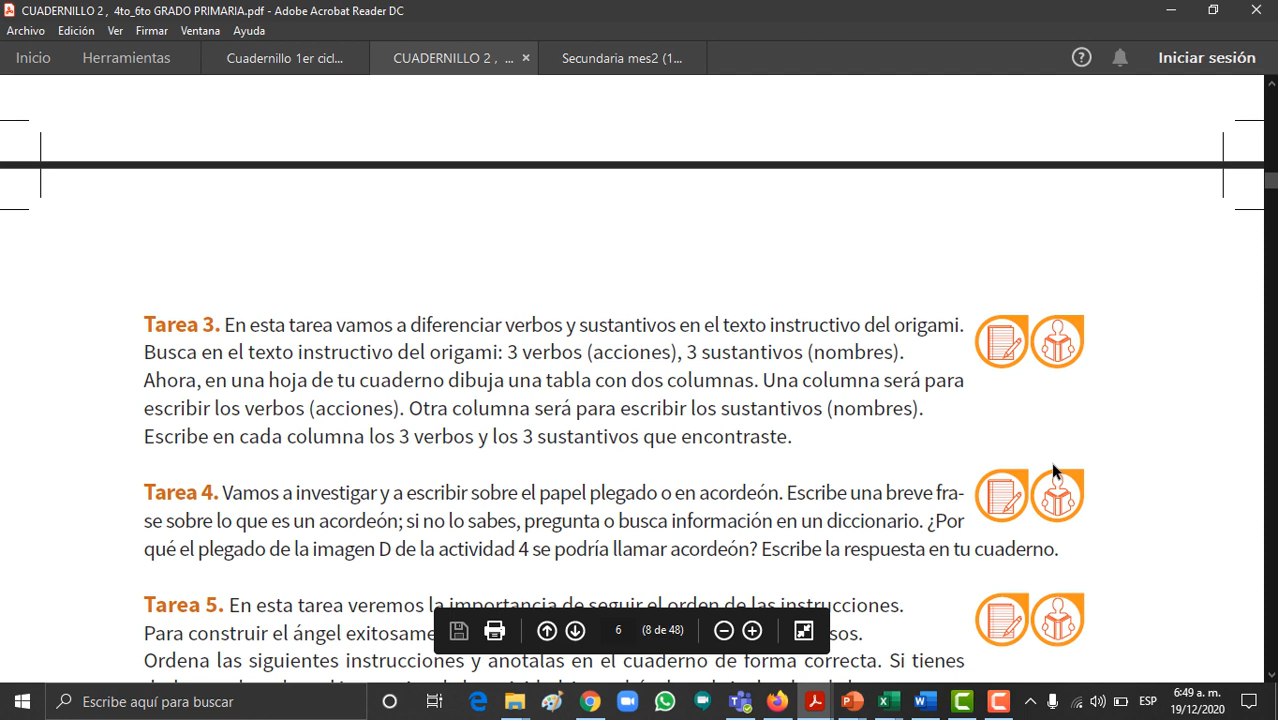 CUADERNILLO 2 , 4to_6to GRADO PRIMARIA.pdf - Adobe Acrobat Reader DC
Archivo Edición Ver Firmar Ventana Ayuda
Inicio Herramientas Cuadernillo 1er cicl... CUADERNILLO 2 , ... × Secundaria mes2 (1... ? Iniciar sesión
Tarea 3. En esta tarea vamos a diferenciar verbos y sustantivos en el texto instructivo del origami.
Busca en el texto instructivo del origami: 3 verbos (acciones), 3 sustantivos (nombres).
Ahora, en una hoja de tu cuaderno dibuja una tabla con dos columnas. Una columna será para
escribir los verbos (acciones). Otra columna será para escribir los sustantivos (nombres).
Escribe en cada columna los 3 verbos y los 3 sustantivos que encontraste.
Tarea 4. Vamos a investigar y a escribir sobre el papel plegado o en acordeón. Escribe una breve fra-
se sobre lo que es un acordeón; si no lo sabes, pregunta o busca información en un diccionario. ¿Por
qué el plegado de la imagen D de la actividad 4 se podría llamar acordeón? Escribe la respuesta en tu cuaderno.
Tarea 5. En esta tarea veremos la importancia de seguir el orden de las instrucciones.
Para construir el ángel exitosame sos.
6 (8 de 48)
Ordena las siguientes instrucciones y anótalas en el cuaderno de forma correcta. Si tienes
Escribe aquí para buscar
ESP
6:49 a. m.
19/12/2020